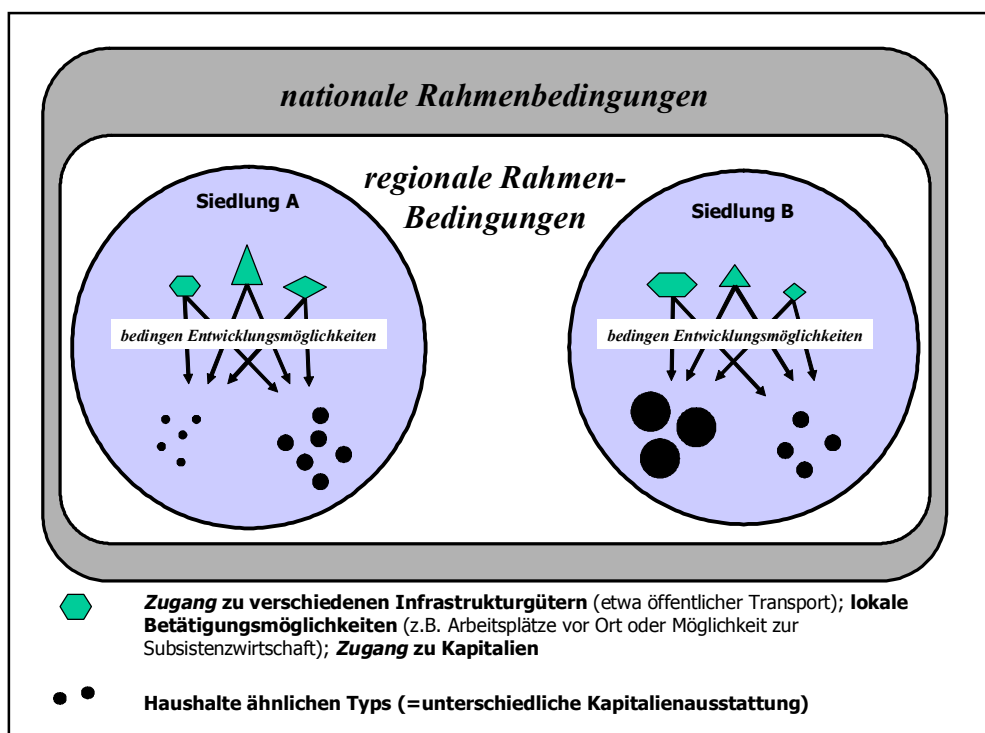 nationale Rahmenbedingungen
regionale Rahmen-
Bedingungen
Siedlung A
Siedlung B
bedingen Entwicklungsmöglichkeiten
bedingen Entwicklungsmöglichkeiten
Zugang zu verschiedenen Infrastrukturgütern (etwa öffentlicher Transport); lokale
Betätigungsmöglichkeiten (z.B. Arbeitsplätze vor Ort oder Möglichkeit zur
Subsistenzwirtschaft); Zugang zu Kapitalien
Haushalte ähnlichen Typs (=unterschiedliche Kapitalienausstattung)